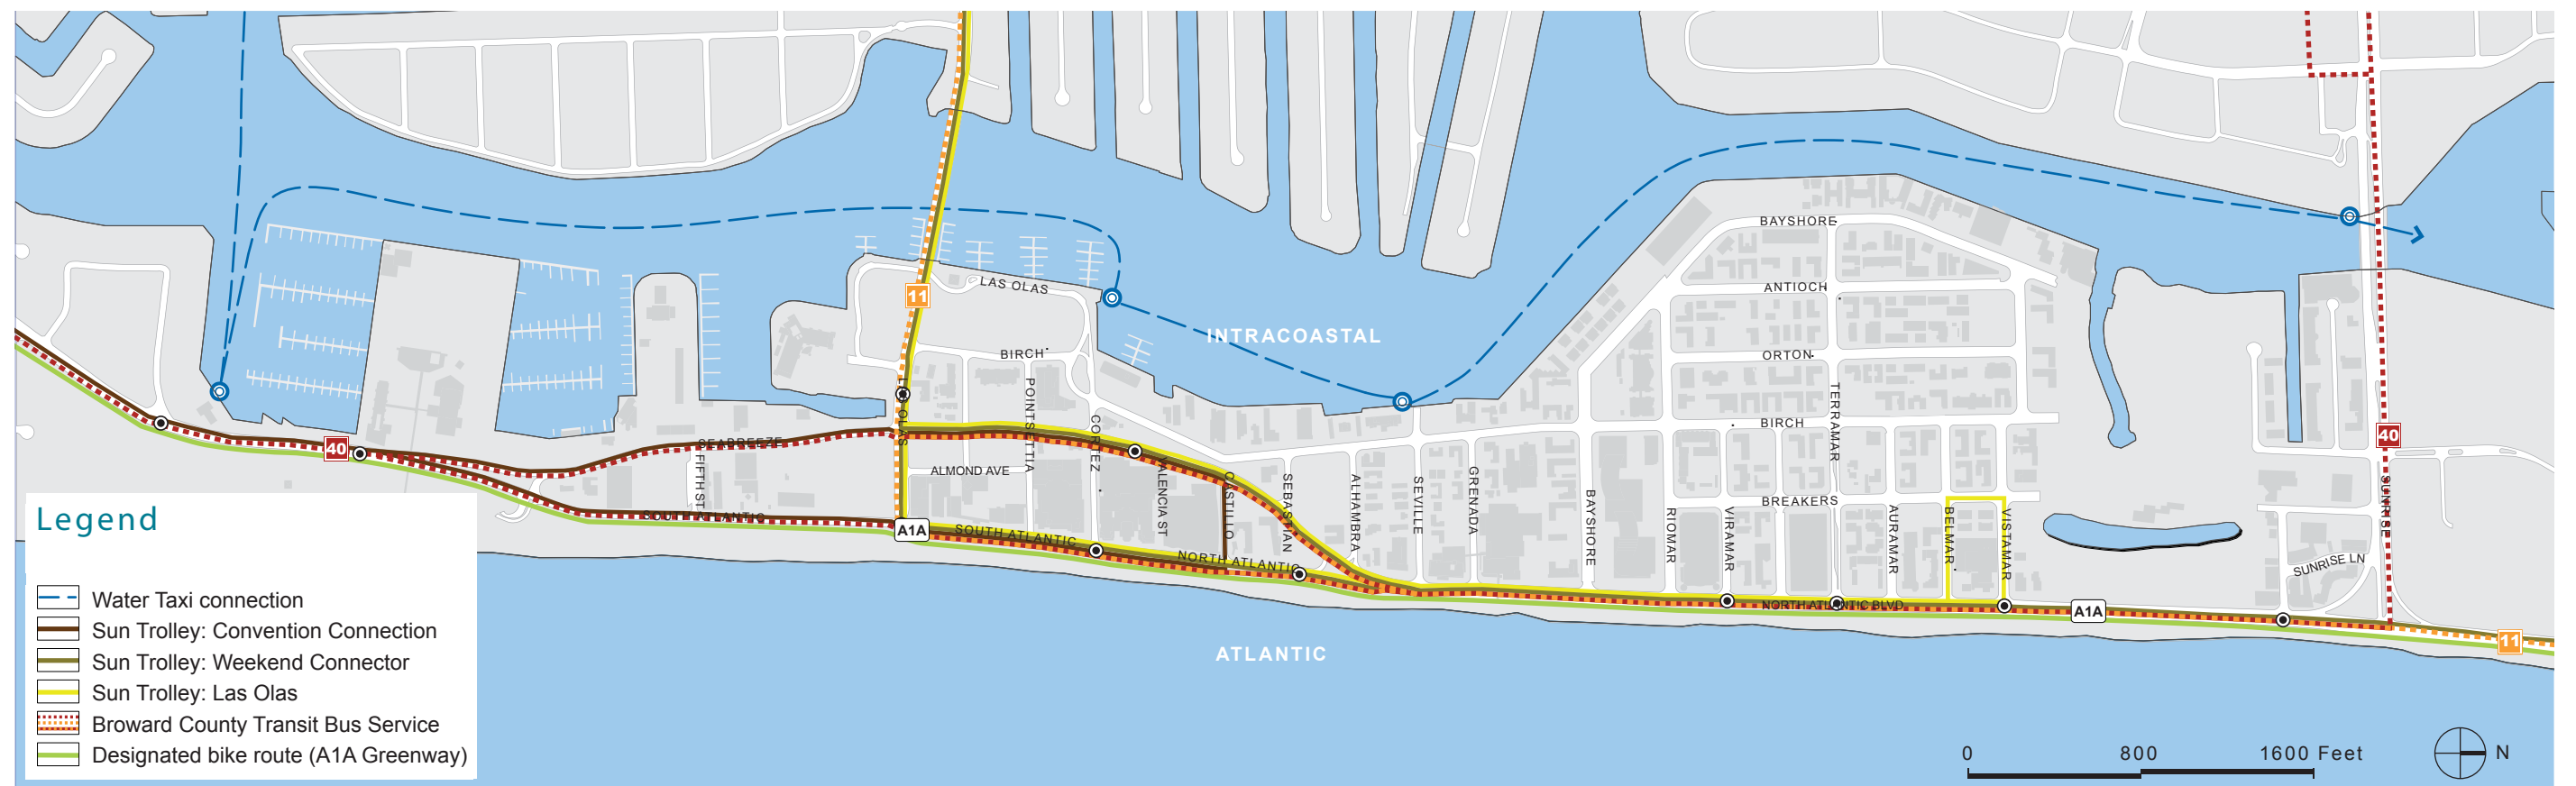 BAYSHORE
LAS OLAS
11
ANTIOCH
INTRACOASTAL
BIRCH
ORTON
LAS OLAS
POINTSETTIA
CORTEZ
TERRAMAR
BIRCH
40
40
SEABREEZE
FIFTH ST
ALMOND AVE
VALENCIA ST
CASTILLO
SEBASTIAN
ALHAMBRA
SEVILLE
GRENADA
BAYSHORE
RIOMAR
VIRAMAR
BREAKERS
AURAMAR
BELMAR
VISTAMAR
SUNRISE
SOUTH ATLANTIC
A1A
SOUTH ATLANTIC
NORTH ATLANTIC
SUNRISE LN
NORTH ATLANTIC BLVD
A1A
11
ATLANTIC
Legend
Water Taxi connection
Sun Trolley: Convention Connection
Sun Trolley: Weekend Connector
Sun Trolley: Las Olas
Broward County Transit Bus Service
Designated bike route (A1A Greenway)
0 800 1600 Feet
N